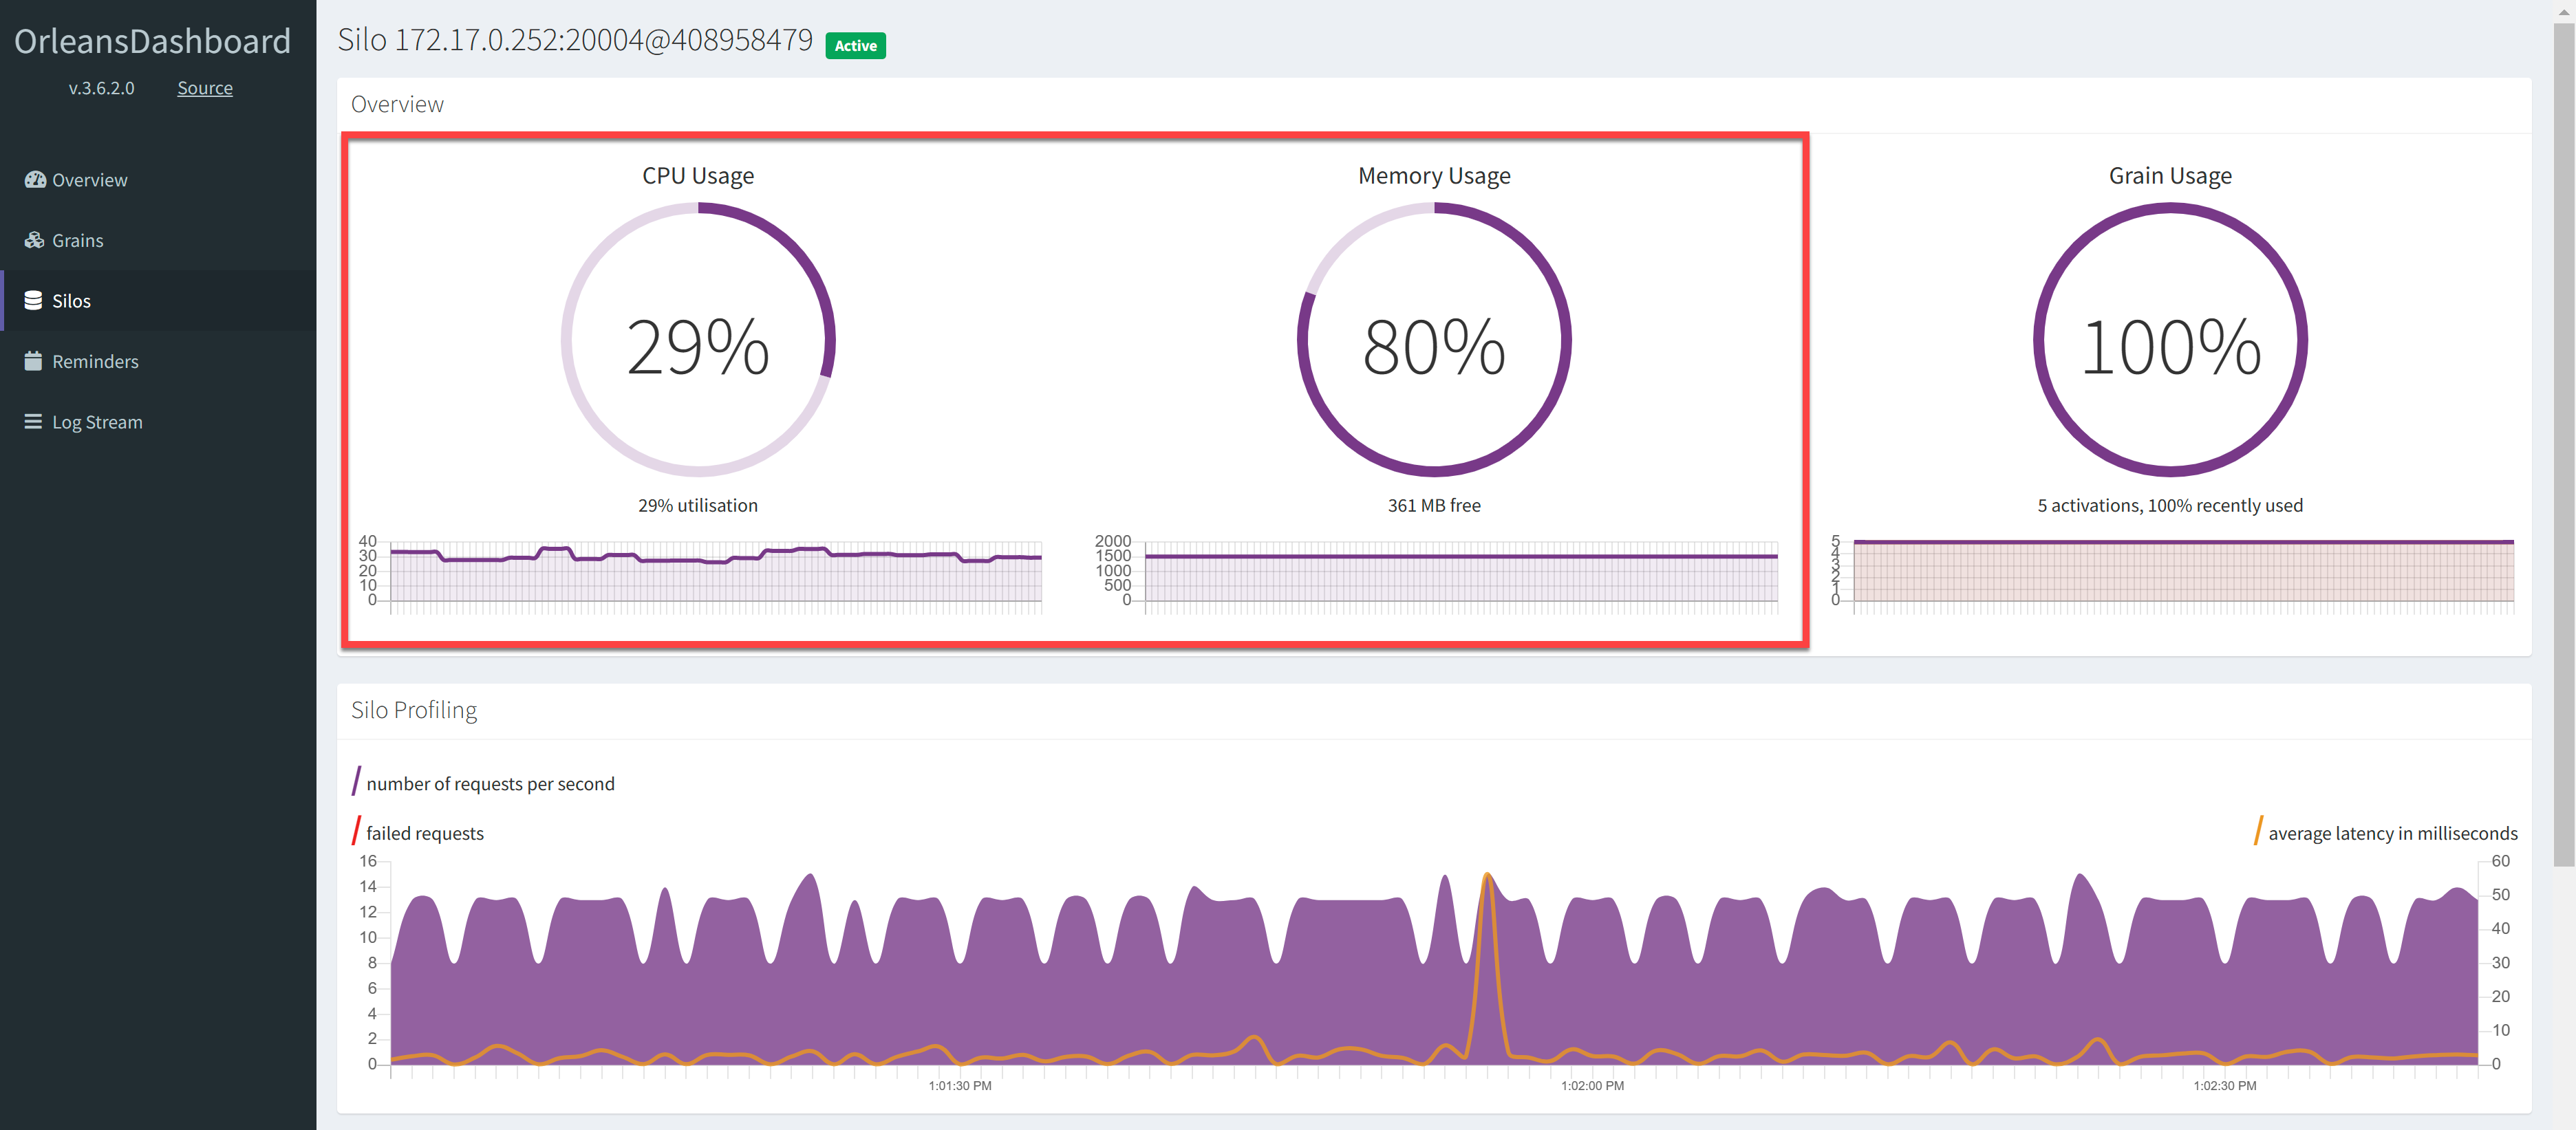 OrleansDashboard
v.3.6.2.0 Source
Overview
Grains
Silos
Reminders
Log Stream
Silo 172.17.0.252:20004@408958479 Active
Overview
CPU Usage
29%
29% utilisation
40
30
20
10
0
Memory Usage
80%
361 MB free
2000
1500
1000
500
0
Grain Usage
100%
5 activations, 100% recently used
5
4
3
2
1
0
Silo Profiling
number of requests per second
failed requests
average latency in milliseconds
16
14
12
10
8
6
4
2
0
60
50
40
30
20
10
0
1:01:30 PM
1:02:00 PM
1:02:30 PM